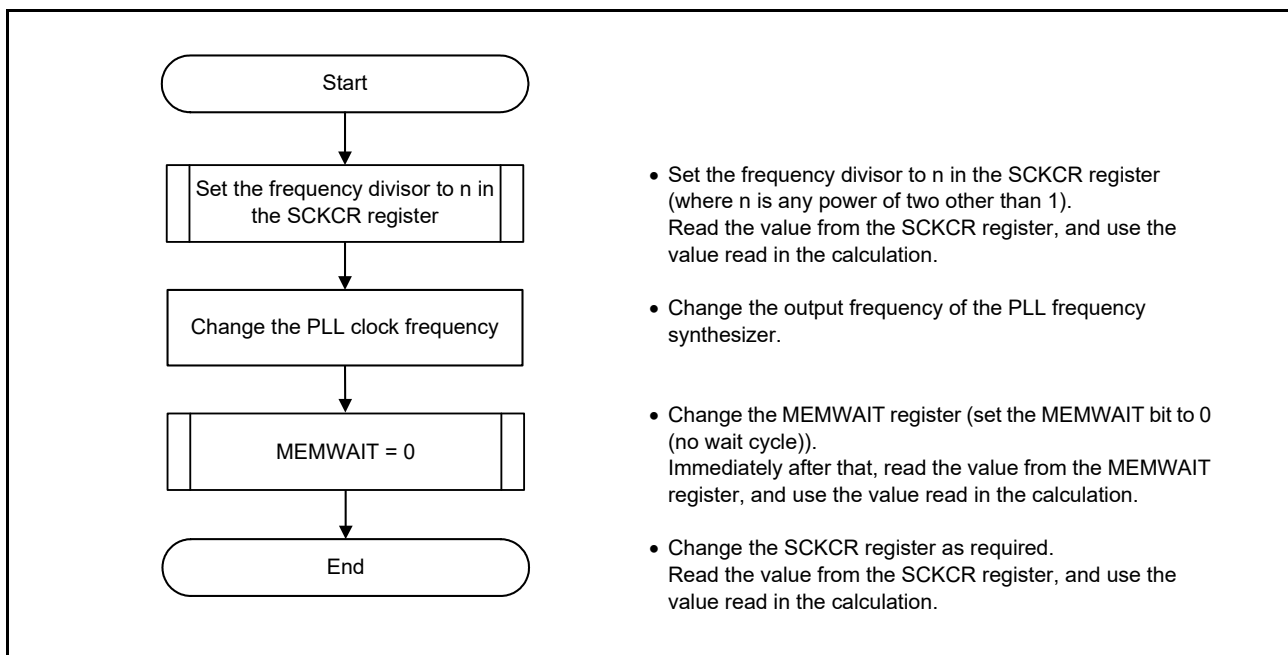 Start
Set the frequency divisor to n in
the SCKCR register
Change the PLL clock frequency
MEMWAIT = 0
End
• Set the frequency divisor to n in the SCKCR register
(where n is any power of two other than 1).
Read the value from the SCKCR register, and use the
value read in the calculation.
• Change the output frequency of the PLL frequency
synthesizer.
• Change the MEMWAIT register (set the MEMWAIT bit to 0
(no wait cycle)).
Immediately after that, read the value from the MEMWAIT
register, and use the value read in the calculation.
• Change the SCKCR register as required.
Read the value from the SCKCR register, and use the
value read in the calculation.